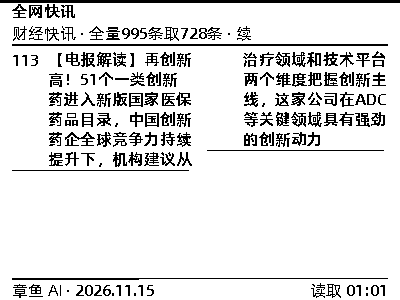 全网快讯
财经快讯 · 全量995条取728条 · 续
113 【电报解读】再创新
高！51个一类创新
药进入新版国家医保
药品目录，中国创新
药企全球竞争力持续
提升下，机构建议从
治疗领域和技术平台
两个维度把握创新主
线，这家公司在ADC
等关键领域具有强劲
的创新动力
章鱼 AI · 2026.11.15
读取 01:01